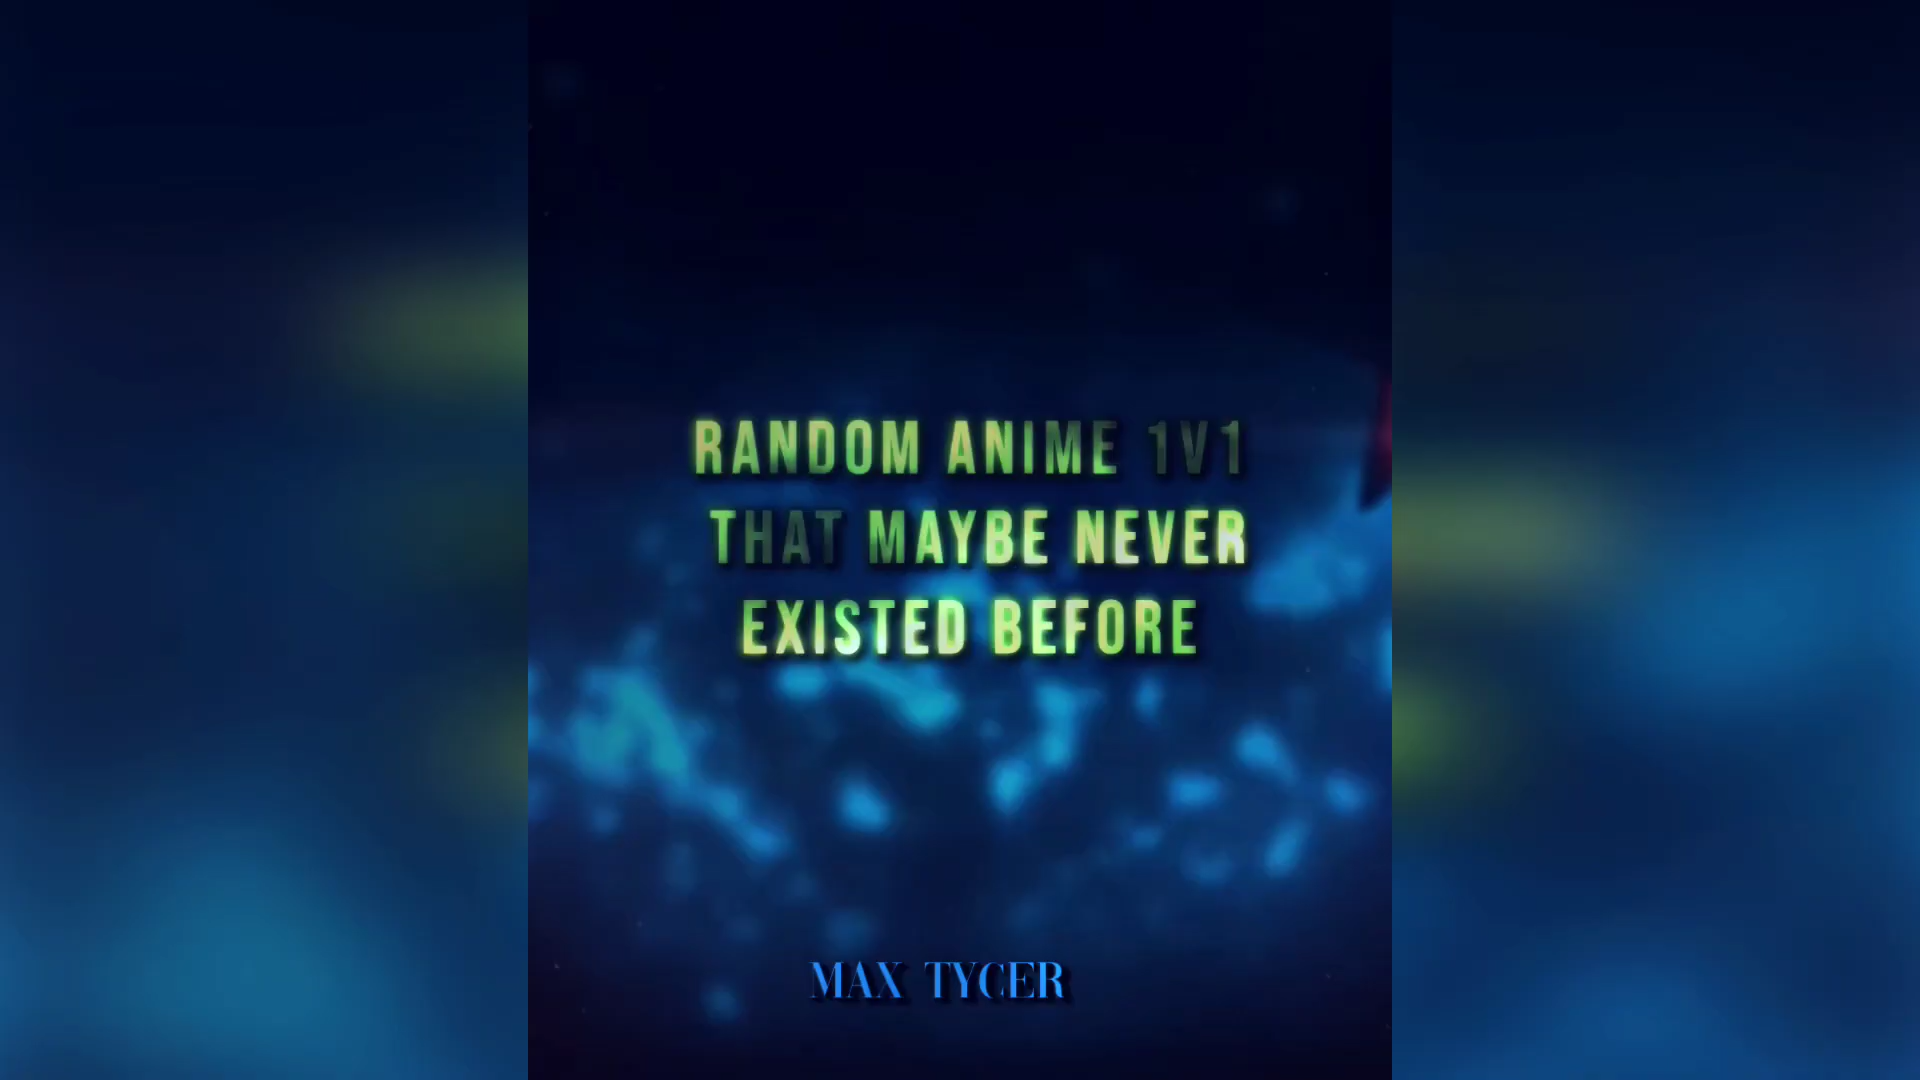 RANDOM ANIME 1V1
THAT MAYBE NEVER
EXISTED BEFORE
MAX TYCER